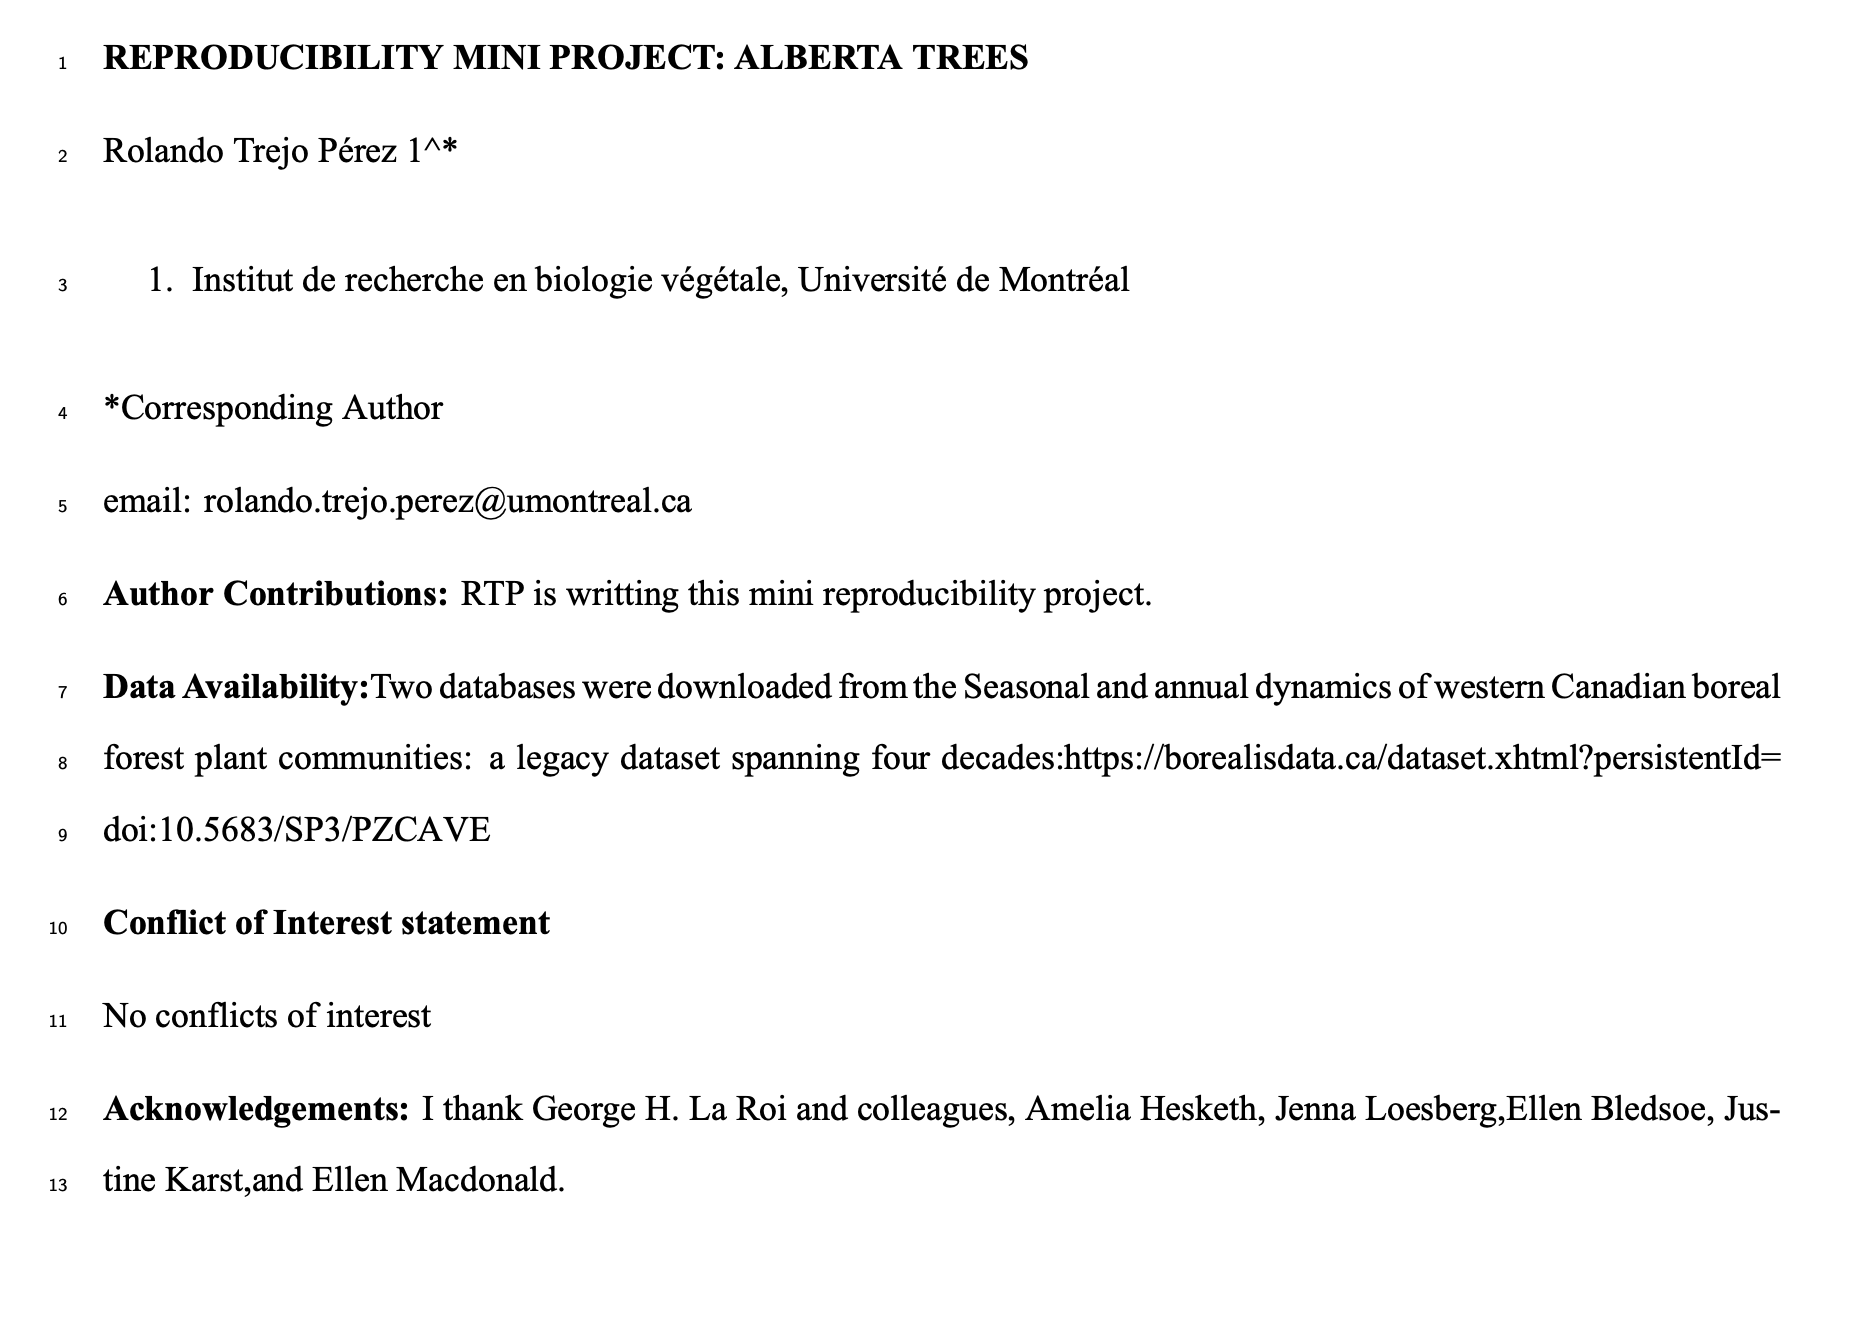 1 REPRODUCIBILITY MINI PROJECT: ALBERTA TREES
2 Rolando Trejo Pérez 1^*
3 1. Institut de recherche en biologie végétale, Université de Montréal
4 *Corresponding Author
5 email: rolando.trejo.perez@umontreal.ca
6 Author Contributions: RTP is writting this mini reproducibility project.
7 Data Availability:Two databases were downloaded from the Seasonal and annual dynamics of western Canadian boreal
8 forest plant communities: a legacy dataset spanning four decades:https://borealisdata.ca/dataset.xhtml?persistentId=
9 doi:10.5683/SP3/PZCAVE
10 Conflict of Interest statement
11 No conflicts of interest
12 Acknowledgements: I thank George H. La Roi and colleagues, Amelia Hesketh, Jenna Loesberg,Ellen Bledsoe, Jus-
13 tine Karst,and Ellen Macdonald.